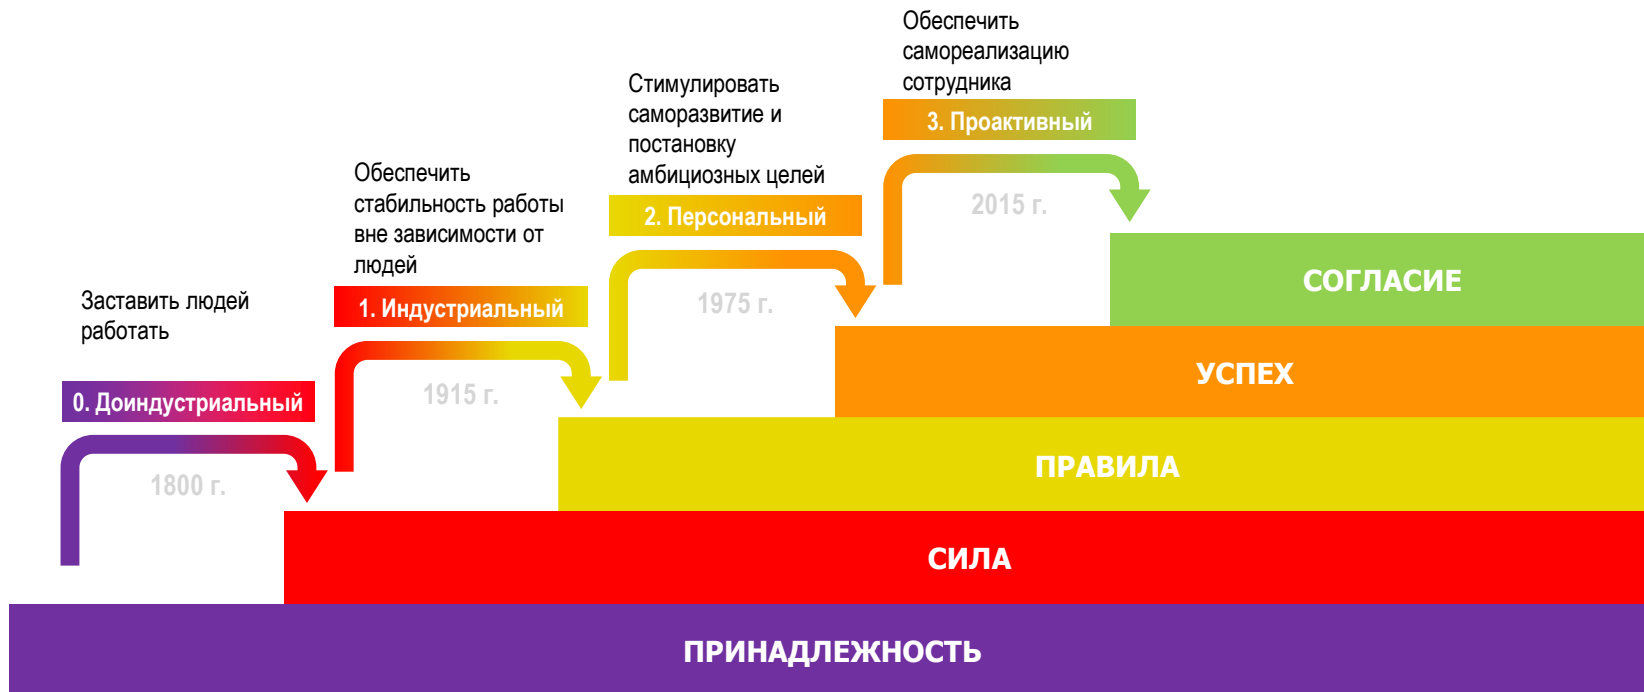 Обеспечить
самореализацию
сотрудника
3. Проактивный
2015 г.
Стимулировать
саморазвитие и
постановку
амбициозных целей
2. Персональный
1975 г.
Обеспечить
стабильность работы
вне зависимости от
людей
1. Индустриальный
1915 г.
Заставить людей
работать
0. Доиндустриальный
1800 г.
СОГЛАСИЕ
УСПЕХ
ПРАВИЛА
СИЛА
ПРИНАДЛЕЖНОСТЬ